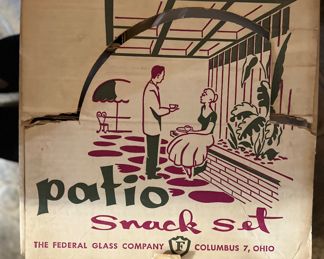 patio
snack set
THE FEDERAL GLASS COMPANY F COLUMBUS 7, OHIO